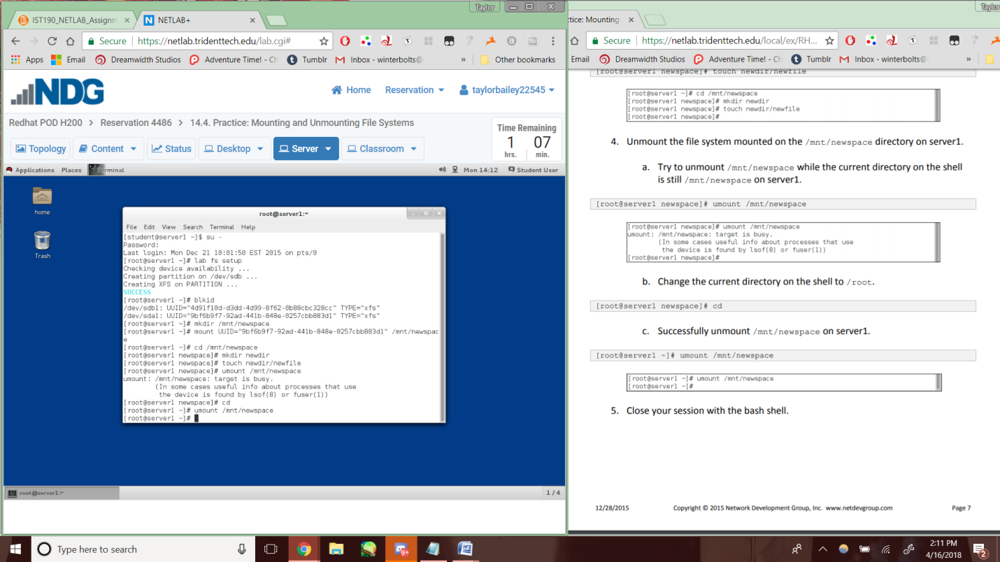 Taylor
IST190_NETLAB_Assignm
NETLAB+
Secure https://netlab.tridenttech.edu/lab.cgi#
Apps Email Dreamwidth Studios Adventure Time! - Ch Tumblr Inbox - winterbolts@ » Other bookmarks
NDG
Home Reservation taylorbailey22545
Redhat POD H200 > Reservation 4486 > 14.4. Practice: Mounting and Unmounting File Systems
Time Remaining
1 07
hrs. min.
Topology Content Status Desktop Server Classroom
Applications Places Terminal Mon 14:12 Student User
home
Trash
root@server1:~
File Edit View Search Terminal Help
[student@server1 ~]$ su -
Password:
Last login: Mon Dec 21 10:01:50 EST 2015 on pts/0
[root@server1 ~]# lab fs setup
Checking device availability ...
Creating partition on /dev/sdb ...
Creating XFS on PARTITION ...
SUCCESS
[root@server1 ~]# blkid
/dev/sdb1: UUID="4d91f10d-d3dd-4d99-8f62-0b88cbc328cc" TYPE="xfs"
/dev/sda1: UUID="9bf6b9f7-92ad-441b-848e-0257cbb883d1" TYPE="xfs"
[root@server1 ~]# mkdir /mnt/newspace
[root@server1 ~]# mount UUID="9bf6b9f7-92ad-441b-848e-0257cbb883d1" /mnt/newspac
e
[root@server1 ~]# cd /mnt/newspace
[root@server1 newspace]# mkdir newdir
[root@server1 newspace]# touch newdir/newfile
[root@server1 newspace]# umount /mnt/newspace
umount: /mnt/newspace: target is busy.
(In some cases useful info about processes that use
the device is found by lsof(8) or fuser(1))
[root@server1 newspace]# cd
[root@server1 ~]# umount /mnt/newspace
[root@server1 ~]#
root@server1:~
1 / 4
Taylor
tice: Mounting
Secure https://netlab.tridenttech.edu/local/ex/RH...
Email Dreamwidth Studios Adventure Time! - Ch Tumblr Inbox - winterbolts@ »
[root@server1 newspace]# touch newdir/newfile
[root@server1 ~]# cd /mnt/newspace
[root@server1 newspace]# mkdir newdir
[root@server1 newspace]# touch newdir/newfile
[root@server1 newspace]#
4. Unmount the file system mounted on the /mnt/newspace directory on server1.
a. Try to unmount /mnt/newspace while the current directory on the shell
is still /mnt/newspace on server1.
[root@server1 newspace]# umount /mnt/newspace
[root@server1 newspace]# umount /mnt/newspace
umount: /mnt/newspace: target is busy.
(In some cases useful info about processes that use
the device is found by lsof(8) or fuser(1))
[root@server1 newspace]#
b. Change the current directory on the shell to /root.
[root@server1 newspace]# cd
c. Successfully unmount /mnt/newspace on server1.
[root@server1 ~]# umount /mnt/newspace
[root@server1 ~]# umount /mnt/newspace
[root@server1 ~]#
5. Close your session with the bash shell.
12/28/2015 Copyright © 2015 Network Development Group, Inc. www.netdevgroup.com Page 7
Type here to search
9+
2:11 PM
4/16/2018
2